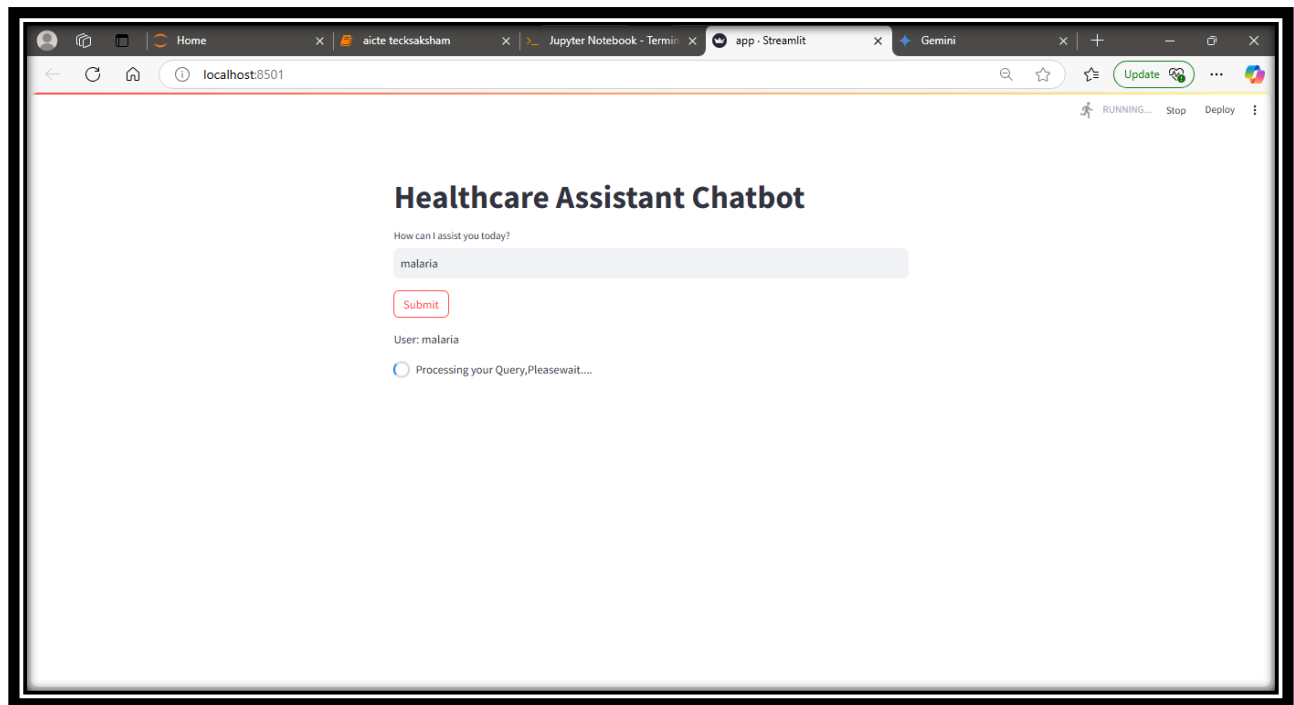 Home
aicte tecksaksham
Jupyter Notebook - Termin
app · Streamlit
Gemini
localhost:8501
Update
RUNNING...
Stop
Deploy
Healthcare Assistant Chatbot
How can I assist you today?
malaria
Submit
User: malaria
Processing your Query,Pleasewait....